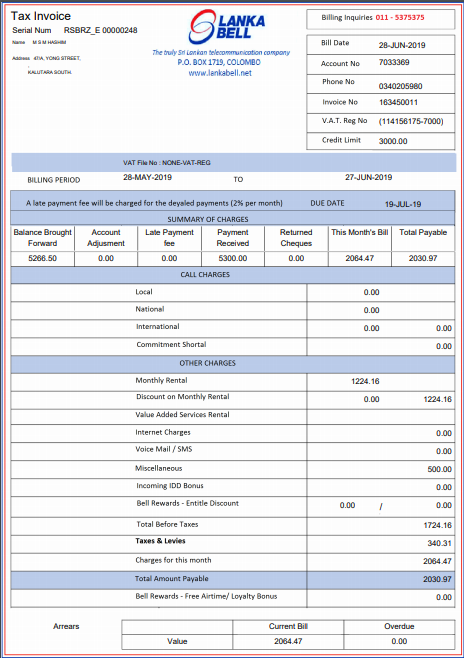 Tax Invoice
Serial Num RSBRZ_E 00000248
Name M S M HASHIM
Address 47/A, YONG STREET,
,
KALUTARA SOUTH.
LANKA
BELL
The truly Sri Lankan telecommunication company
P.O. BOX 1719, COLOMBO
www.lankabell.net
Billing Inquiries 011 - 5375375
Bill Date 28-JUN-2019
Account No 7033369
Phone No 0340205980
Invoice No 163450011
V.A.T. Reg No (114156175-7000)
Credit Limit 3000.00
VAT File No : NONE-VAT-REG
BILLING PERIOD 28-MAY-2019 TO 27-JUN-2019
A late payment fee will be charged for the deyaled payments (2% per month) DUE DATE 19-JUL-19
SUMMARY OF CHARGES
Balance Brought Forward Account Adjusment Late Payment fee Payment Received Returned Cheques This Month's Bill Total Payable
5266.50 0.00 0.00 5300.00 0.00 2064.47 2030.97
CALL CHARGES
Local 0.00
National 0.00
International 0.00 0.00
Commitment Shortal 0.00
OTHER CHARGES
Monthly Rental 1224.16
Discount on Monthly Rental 0.00 1224.16
Value Added Services Rental
Internet Charges 0.00
Voice Mail / SMS 0.00
Miscellaneous 500.00
Incoming IDD Bonus 0.00
Bell Rewards - Entitle Discount 0.00 / 0.00
Total Before Taxes 1724.16
Taxes & Levies 340.31
Charges for this month 2064.47
Total Amount Payable 2030.97
Bell Rewards - Free Airtime/ Loyalty Bonus 0.00
Arrears Current Bill Overdue
Value 2064.47 0.00